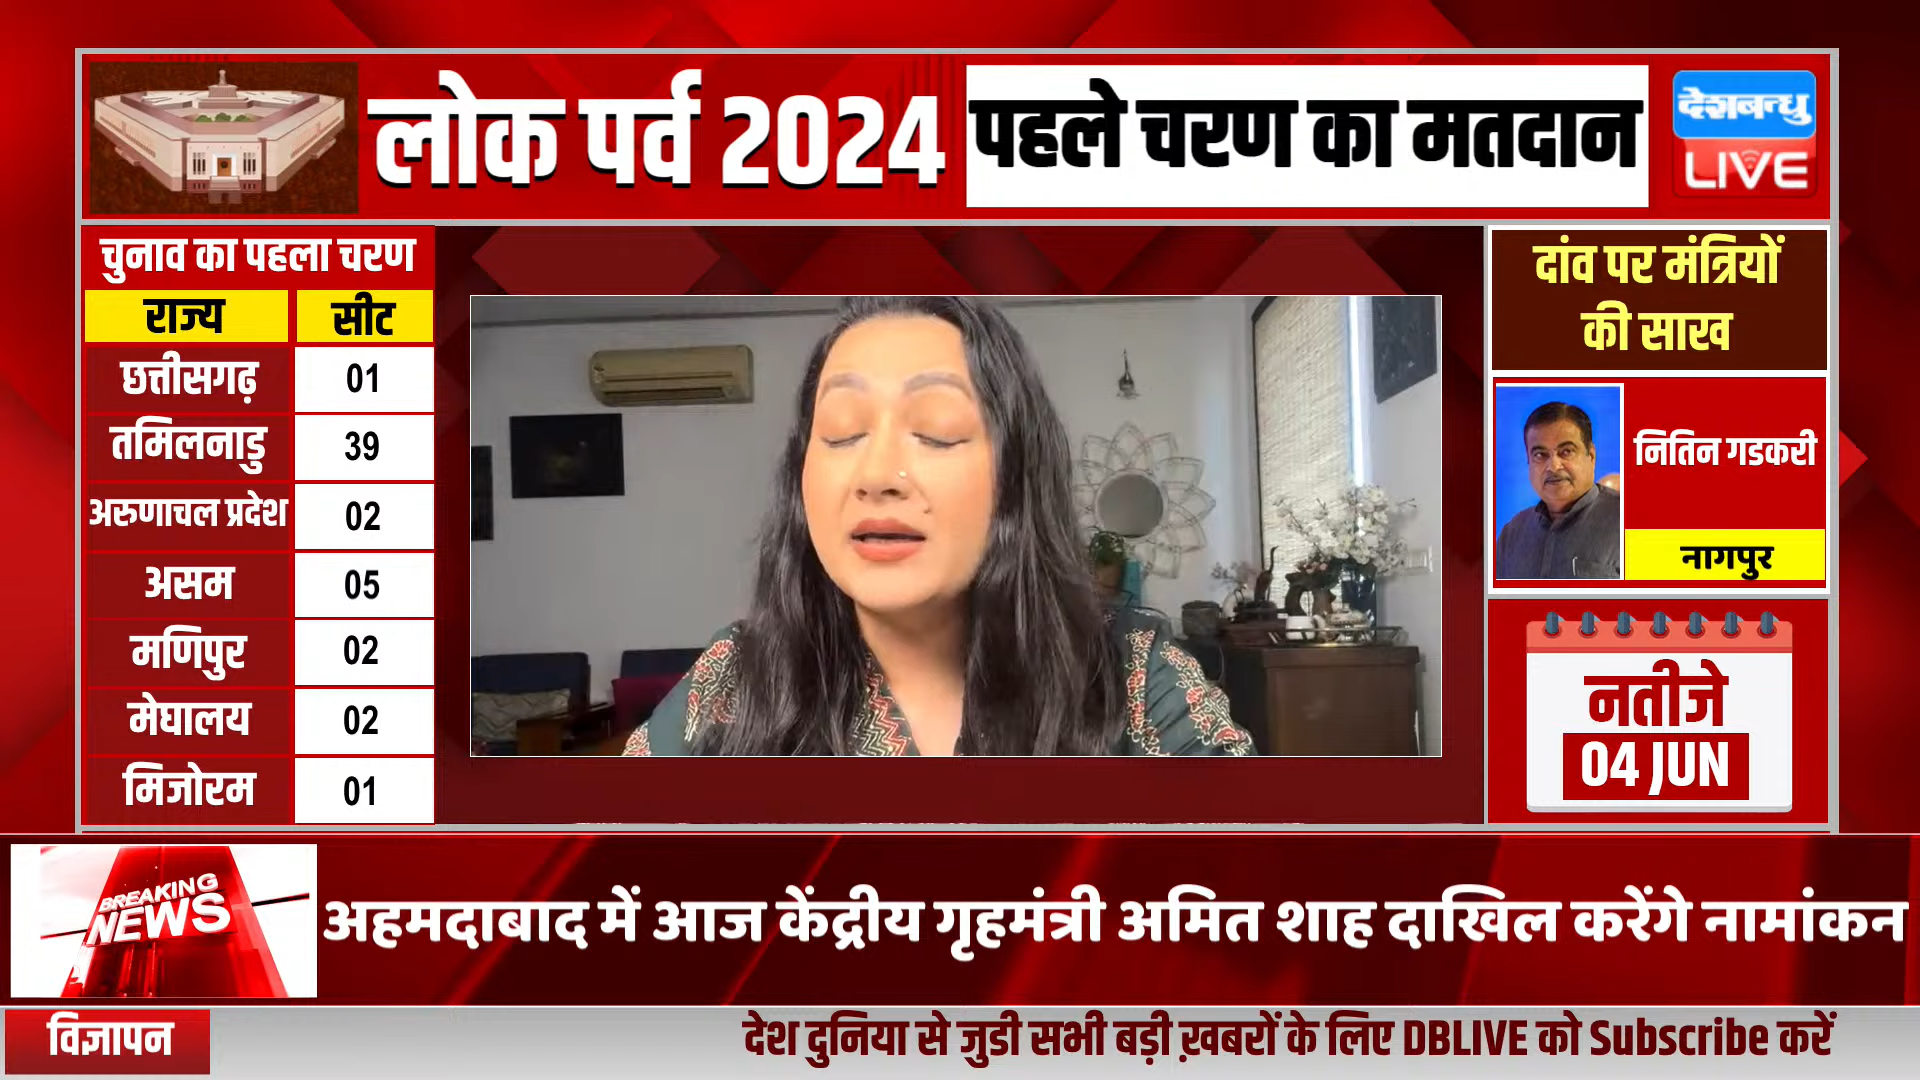 लोक पर्व 2024
पहले चरण का मतदान
देशबन्धु
LIVE
चुनाव का पहला चरण
राज्य सीट
छत्तीसगढ़ 01
तमिलनाडु 39
अरुणाचल प्रदेश 02
असम 05
मणिपुर 02
मेघालय 02
मिजोरम 01
दांव पर मंत्रियों
की साख
नितिन गडकरी
नागपुर
नतीजे
04 JUN
BREAKING
NEWS
अहमदाबाद में आज केंद्रीय गृहमंत्री अमित शाह दाखिल करेंगे नामांकन
विज्ञापन
देश दुनिया से जुडी सभी बड़ी ख़बरों के लिए DBLIVE को Subscribe करें